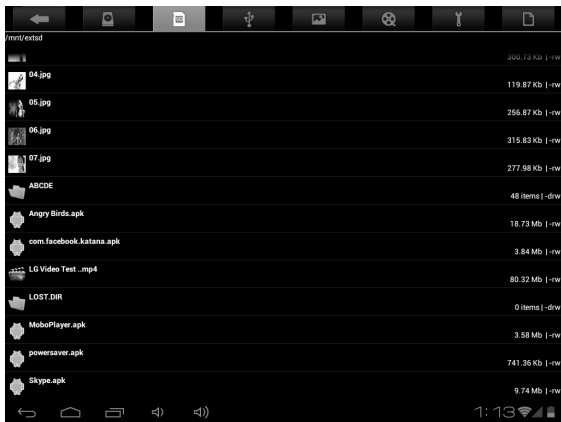 /mnt/extsd
300.73 Kb | -rw
04.jpg
119.87 Kb | -rw
05.jpg
256.87 Kb | -rw
06.jpg
315.83 Kb | -rw
07.jpg
277.98 Kb | -rw
ABCDE
48 items | -drw
Angry Birds.apk
18.73 Mb | -rw
com.facebook.katana.apk
3.84 Mb | -rw
LG Video Test ..mp4
80.32 Mb | -rw
LOST.DIR
0 items | -drw
MoboPlayer.apk
3.58 Mb | -rw
powersaver.apk
741.36 Kb | -rw
Skype.apk
9.74 Mb | -rw
1:13